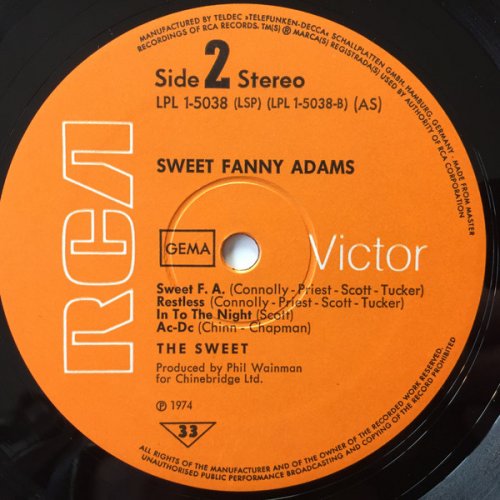 MANUFACTURED BY TELDEC »TELEFUNKEN-DECCA« SCHALLPLATTEN GMBH, HAMBURG, GERMANY · MADE FROM MASTER
RECORDINGS OF RCA RECORDS. TM(S) ® MARCA(S) REGISTRADA(S) USED BY AUTHORITY OF RCA CORPORATION
Side 2 Stereo
LPL 1-5038 (LSP) (LPL 1-5038-B) (AS)
SWEET FANNY ADAMS
RCA
GEMA
Victor
Sweet F. A. (Connolly - Priest - Scott - Tucker)
Restless (Connolly - Priest - Scott - Tucker)
In To The Night (Scott)
Ac-Dc (Chinn - Chapman)
THE SWEET
Produced by Phil Wainman
for Chinebridge Ltd.
℗ 1974
33
ALL RIGHTS OF THE MANUFACTURER AND OF THE OWNER OF THE RECORDED WORK RESERVED.
UNAUTHORISED PUBLIC PERFORMANCE BROADCASTING AND COPYING OF THE RECORD PROHIBITED